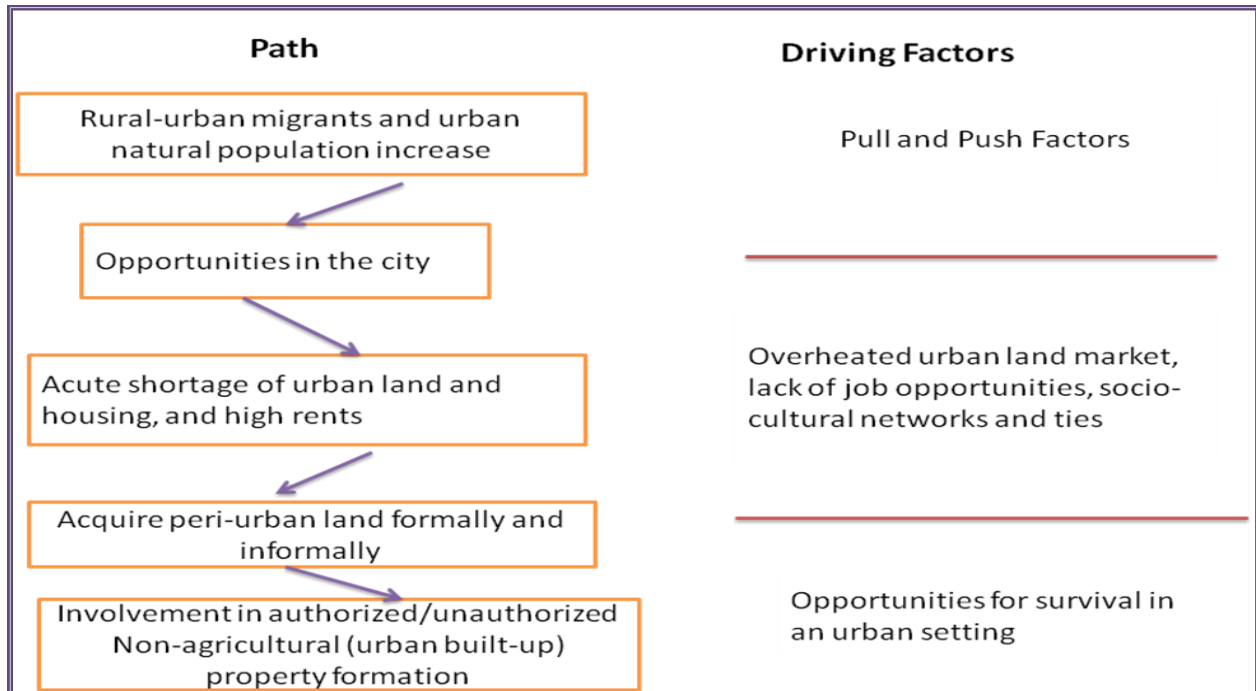 Path
Driving Factors
Rural-urban migrants and urban
natural population increase
Pull and Push Factors
Opportunities in the city
Acute shortage of urban land and
housing, and high rents
Overheated urban land market,
lack of job opportunities, socio-
cultural networks and ties
Acquire peri-urban land formally and
informally
Involvement in authorized/unauthorized
Non-agricultural (urban built-up)
property formation
Opportunities for survival in
an urban setting